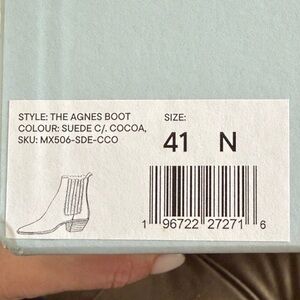 STYLE: THE AGNES BOOT
COLOUR: SUEDE C/. COCOA,
SKU: MX506-SDE-CCO
SIZE:
41 N
1 96722 27271 6